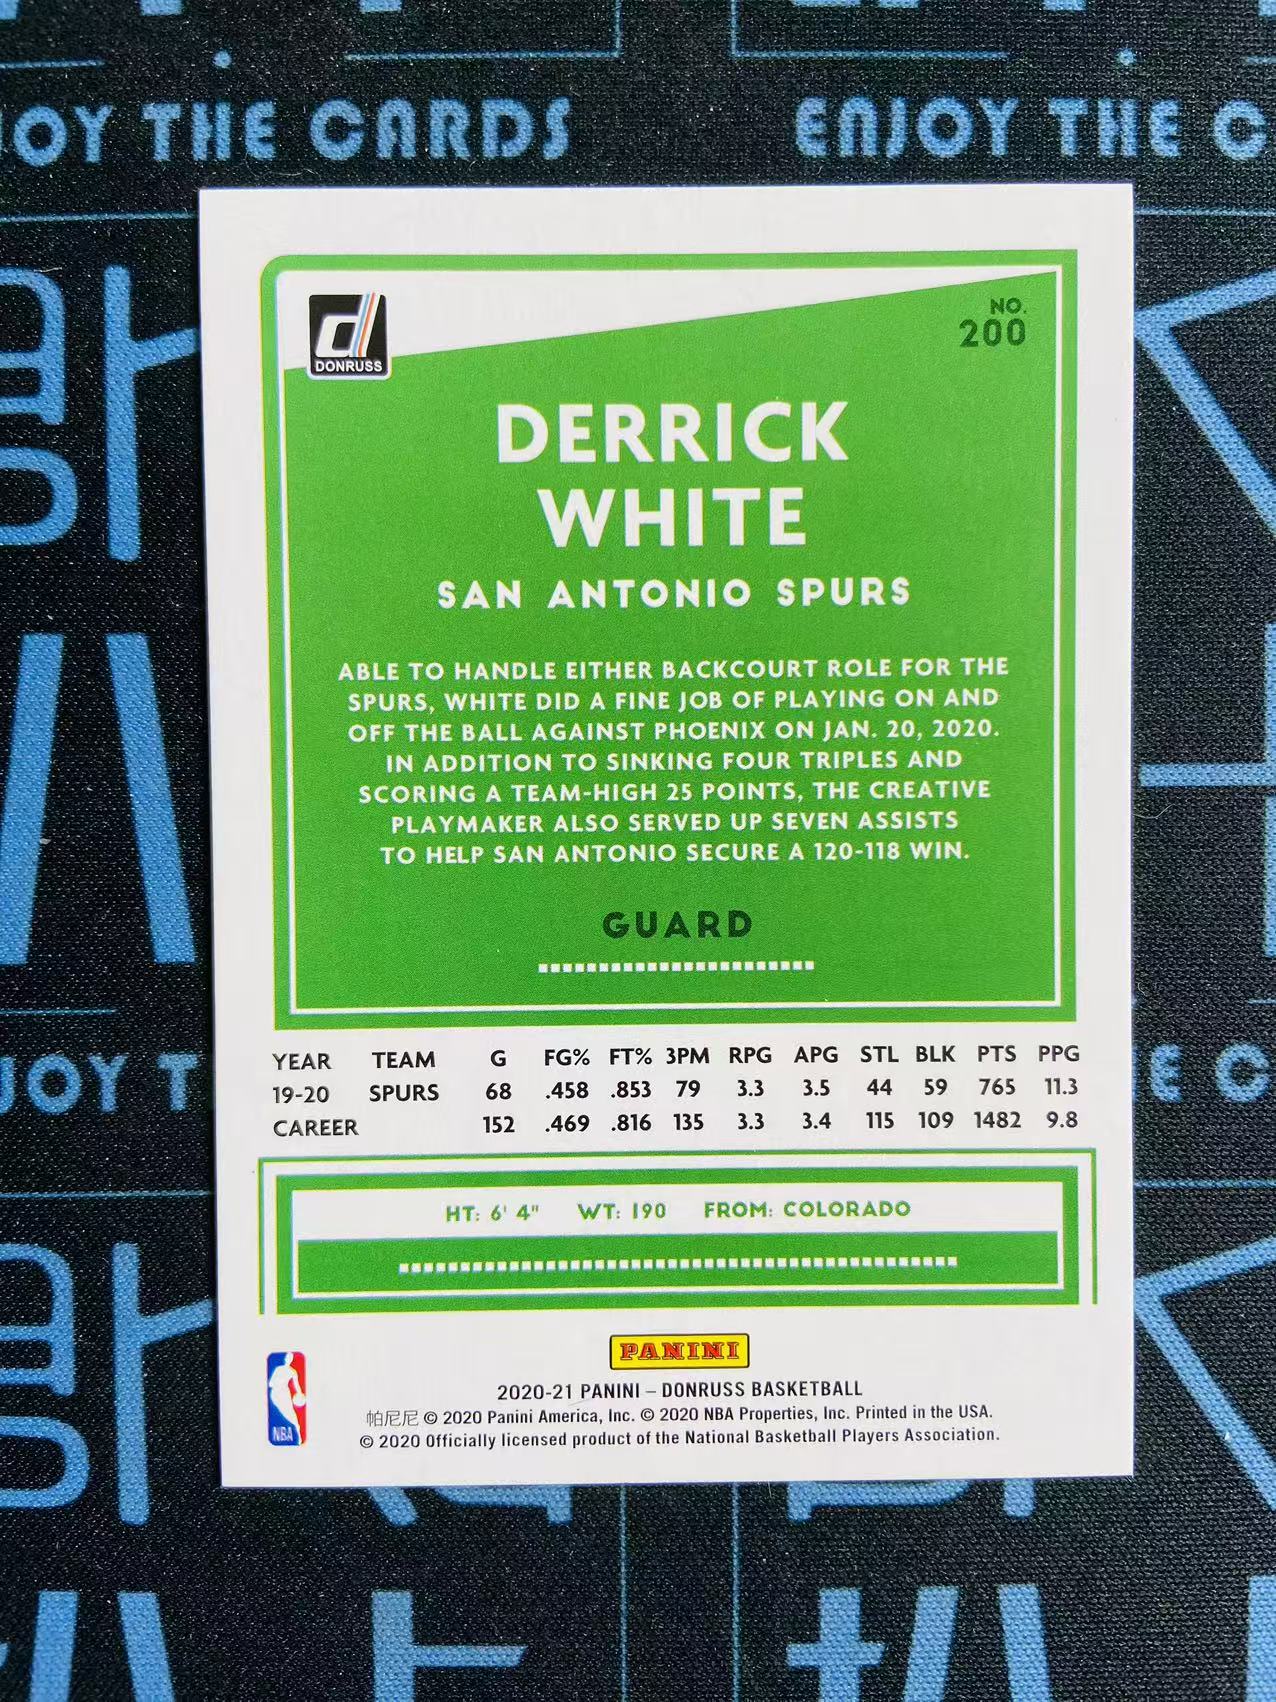 JOY THE CARDS
ENJOY THE C
DONRUSS
NO.
200
DERRICK
WHITE
SAN ANTONIO SPURS
ABLE TO HANDLE EITHER BACKCOURT ROLE FOR THE
SPURS, WHITE DID A FINE JOB OF PLAYING ON AND
OFF THE BALL AGAINST PHOENIX ON JAN. 20, 2020.
IN ADDITION TO SINKING FOUR TRIPLES AND
SCORING A TEAM-HIGH 25 POINTS, THE CREATIVE
PLAYMAKER ALSO SERVED UP SEVEN ASSISTS
TO HELP SAN ANTONIO SECURE A 120-118 WIN.
GUARD
YEAR TEAM G FG% FT% 3PM RPG APG STL BLK PTS PPG
19-20 SPURS 68 .458 .853 79 3.3 3.5 44 59 765 11.3
CAREER 152 .469 .816 135 3.3 3.4 115 109 1482 9.8
JOY T
E C
HT: 6' 4" WT: 190 FROM: COLORADO
PANINI
NBA
2020-21 PANINI – DONRUSS BASKETBALL
帕尼尼 © 2020 Panini America, Inc. © 2020 NBA Properties, Inc. Printed in the USA.
© 2020 Officially licensed product of the National Basketball Players Association.